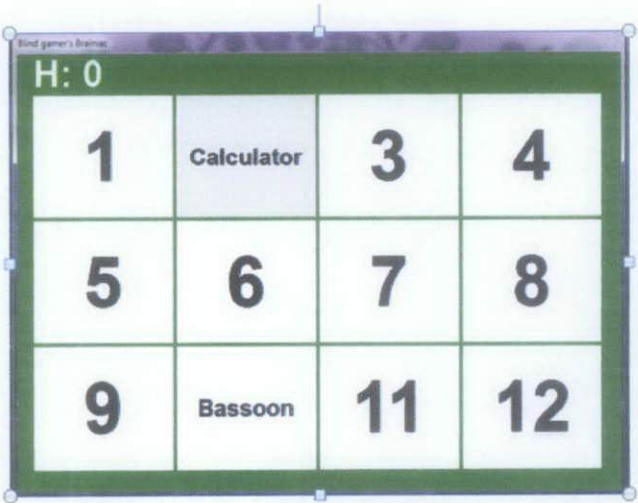 Blind gamer's Brainiac
H: 0
1 Calculator 3 4
5 6 7 8
9 Bassoon 11 12